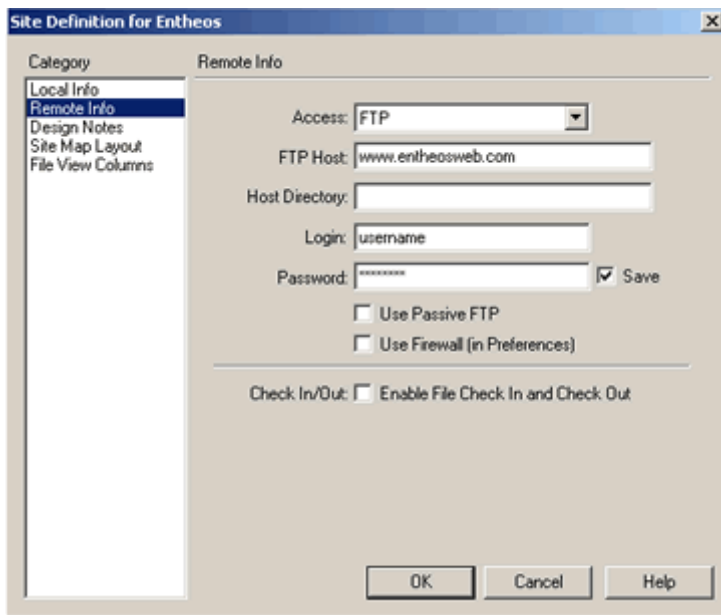 Site Definition for Entheos
Category
Local Info
Remote Info
Design Notes
Site Map Layout
File View Columns
Remote Info
Access: FTP
FTP Host: www.entheosweb.com
Host Directory:
Login: username
Password: ******** Save
Use Passive FTP
Use Firewall (in Preferences)
Check In/Out: Enable File Check In and Check Out
OK Cancel Help